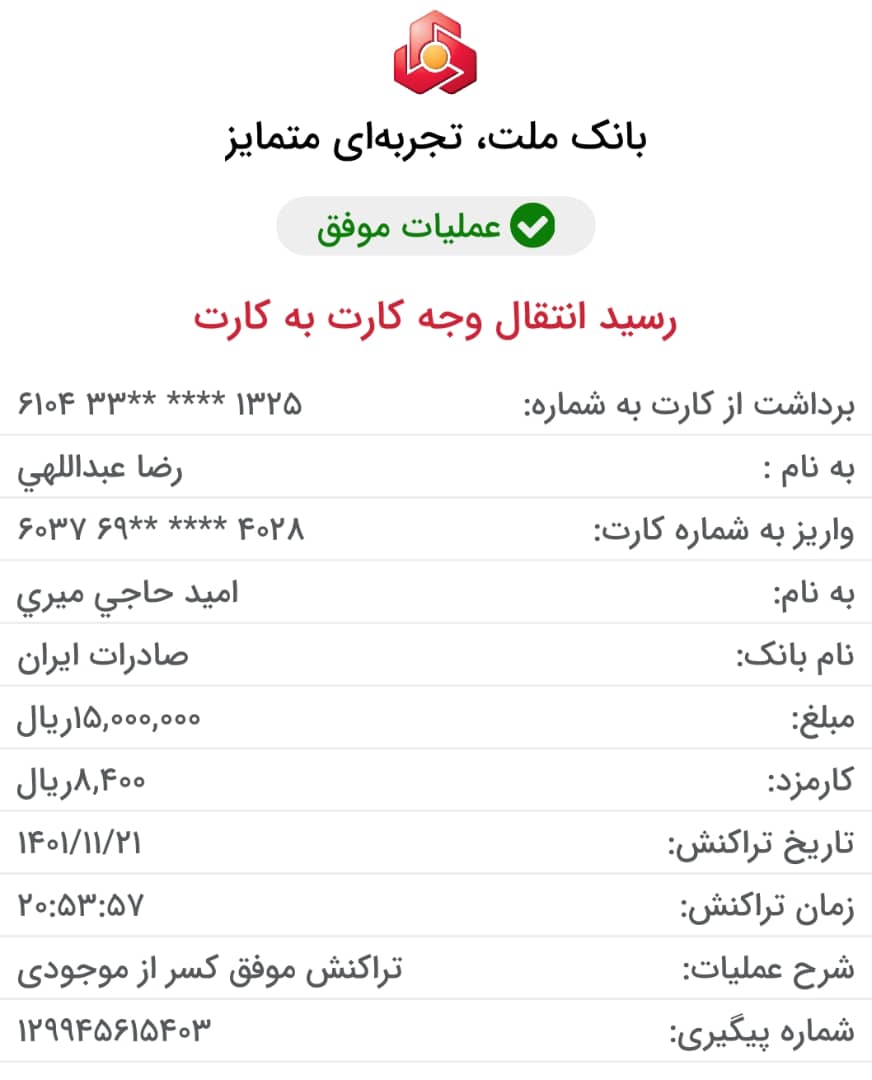 بانک ملت، تجربه‌ای متمایز
عملیات موفق
رسید انتقال وجه کارت به کارت
برداشت از کارت به شماره: ۶۱۰۴ ۳۳** **** ۱۳۲۵
به نام : رضا عبداللهي
واریز به شماره کارت: ۶۰۳۷ ۶۹** **** ۴۰۲۸
به نام: اميد حاجي ميري
نام بانک: صادرات ایران
مبلغ: ۱۵,۰۰۰,۰۰۰ریال
کارمزد: ۸,۴۰۰ریال
تاریخ تراکنش: ۱۴۰۱/۱۱/۲۱
زمان تراکنش: ۲۰:۵۳:۵۷
شرح عملیات: تراکنش موفق کسر از موجودی
شماره پیگیری: ۱۲۹۹۴۵۶۱۵۴۰۳